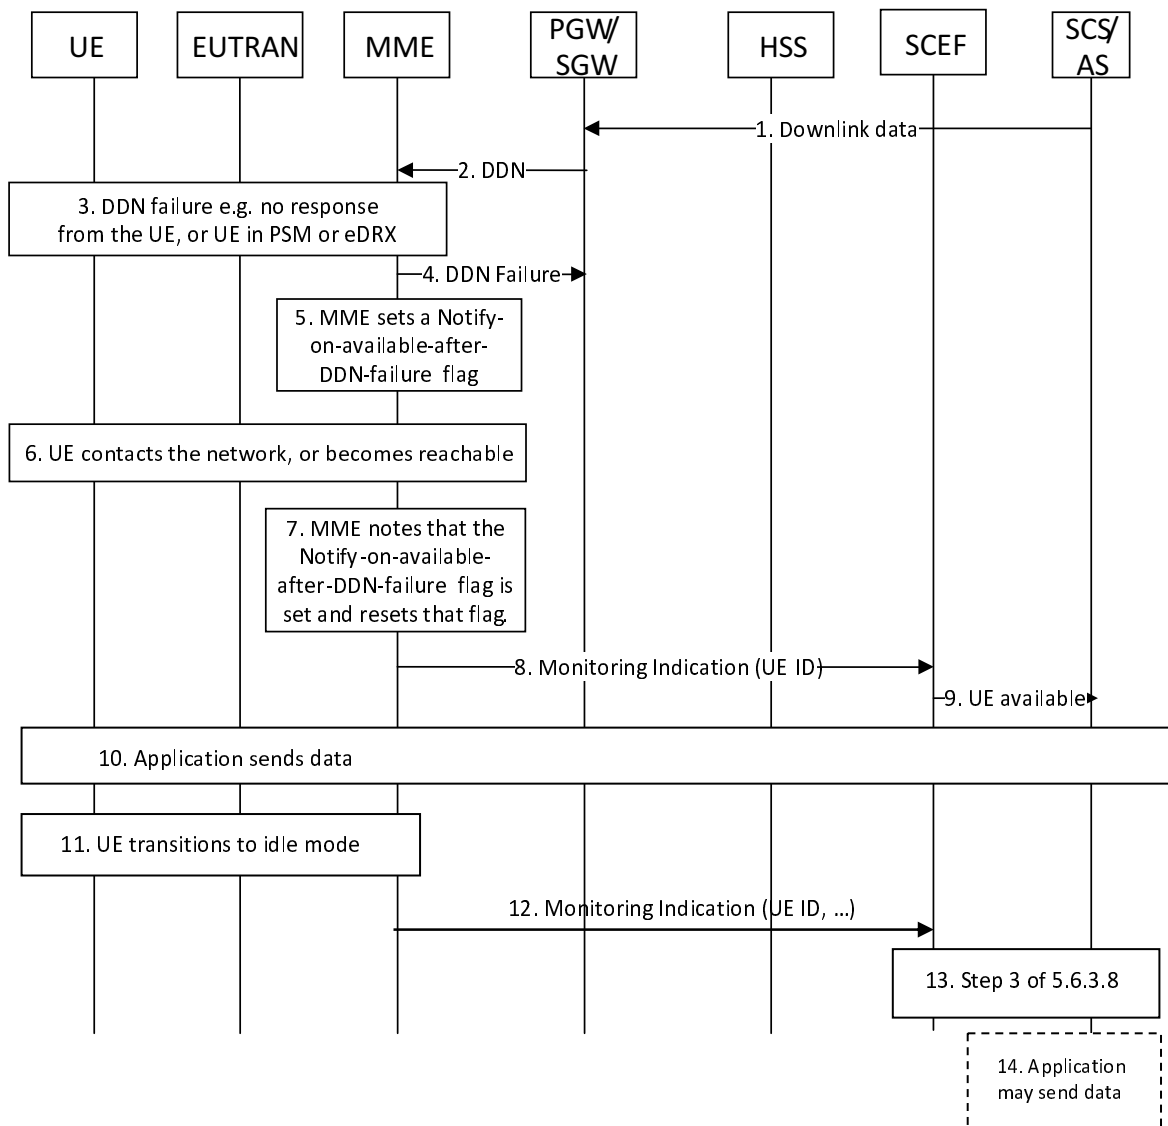 UE
EUTRAN
MME
PGW/
SGW
HSS
SCEF
SCS/
AS
1. Downlink data
2. DDN
3. DDN failure e.g. no response
from the UE, or UE in PSM or eDRX
4. DDN Failure
5. MME sets a Notify-
on-available-after-
DDN-failure flag
6. UE contacts the network, or becomes reachable
7. MME notes that the
Notify-on-available-
after-DDN-failure flag is
set and resets that flag.
8. Monitoring Indication (UE ID)
9. UE available
10. Application sends data
11. UE transitions to idle mode
12. Monitoring Indication (UE ID, ...)
13. Step 3 of 5.6.3.8
14. Application
may send data